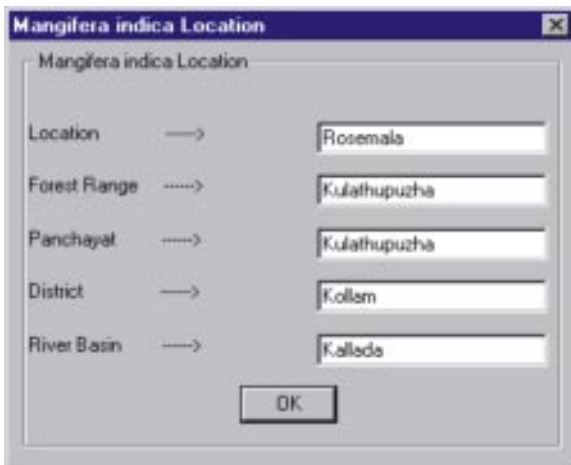 Mangifera indica Location
Mangifera indica Location
Location ----> Rosemala
Forest Range -----> Kulathupuzha
Panchayat -----> Kulathupuzha
District ----> Kollam
River Basin -----> Kallada
OK